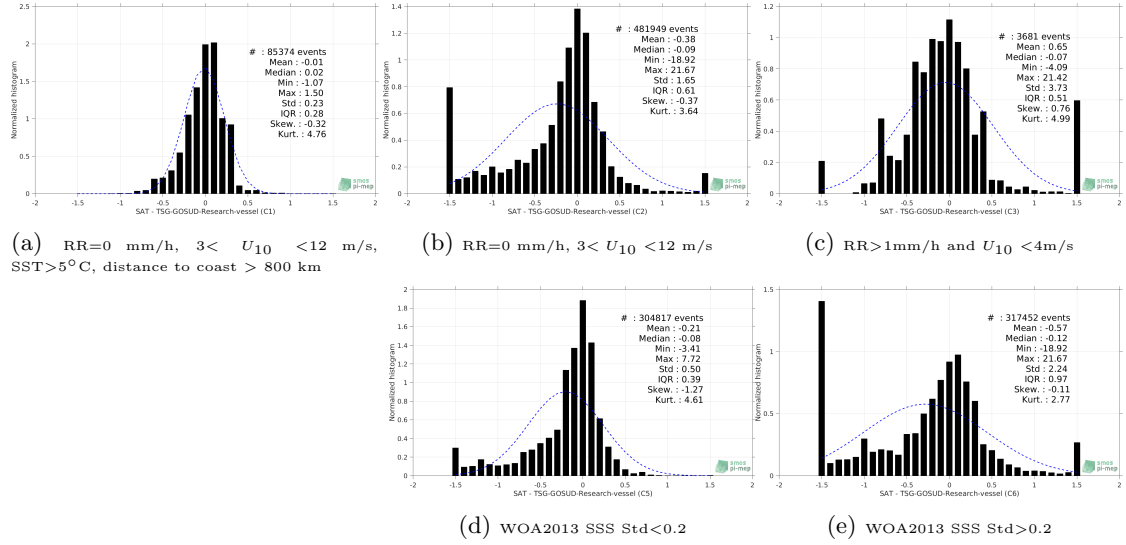 2.5
2
1.5
1
0.5
0
Normalized histogram
-2
-1.5
-1
-0.5
0
0.5
1
1.5
2
SAT - TSG-GOSUD-Research-vessel (C1)
# : 85374 events
Mean : -0.01
Median : 0.02
Min : -1.07
Max : 1.50
Std : 0.23
IQR : 0.28
Skew. : -0.32
Kurt. : 4.76
smos
pi-mep
(a) RR=0 mm/h, 3< U10 <12 m/s,
SST>5°C, distance to coast > 800 km
1.4
1.2
1
0.8
0.6
0.4
0.2
0
Normalized histogram
-2
-1.5
-1
-0.5
0
0.5
1
1.5
2
SAT - TSG-GOSUD-Research-vessel (C2)
# : 481949 events
Mean : -0.38
Median : -0.09
Min : -18.92
Max : 21.67
Std : 1.65
IQR : 0.61
Skew. : -0.37
Kurt. : 3.64
smos
pi-mep
(b) RR=0 mm/h, 3< U10 <12 m/s
1.2
1
0.8
0.6
0.4
0.2
0
Normalized histogram
-2
-1.5
-1
-0.5
0
0.5
1
1.5
2
SAT - TSG-GOSUD-Research-vessel (C3)
# : 3681 events
Mean : 0.65
Median : -0.07
Min : -4.09
Max : 21.42
Std : 3.73
IQR : 0.51
Skew. : 0.76
Kurt. : 4.99
smos
pi-mep
(c) RR>1mm/h and U10 <4m/s
2
1.8
1.6
1.4
1.2
1
0.8
0.6
0.4
0.2
0
Normalized histogram
-2
-1.5
-1
-0.5
0
0.5
1
1.5
2
SAT - TSG-GOSUD-Research-vessel (C5)
# : 304817 events
Mean : -0.21
Median : -0.08
Min : -3.41
Max : 7.72
Std : 0.50
IQR : 0.39
Skew. : -1.27
Kurt. : 4.61
smos
pi-mep
(d) WOA2013 SSS Std<0.2
1.5
1
0.5
0
Normalized histogram
-2
-1.5
-1
-0.5
0
0.5
1
1.5
2
SAT - TSG-GOSUD-Research-vessel (C6)
# : 317452 events
Mean : -0.57
Median : -0.12
Min : -18.92
Max : 21.67
Std : 2.24
IQR : 0.97
Skew. : -0.11
Kurt. : 2.77
smos
pi-mep
(e) WOA2013 SSS Std>0.2